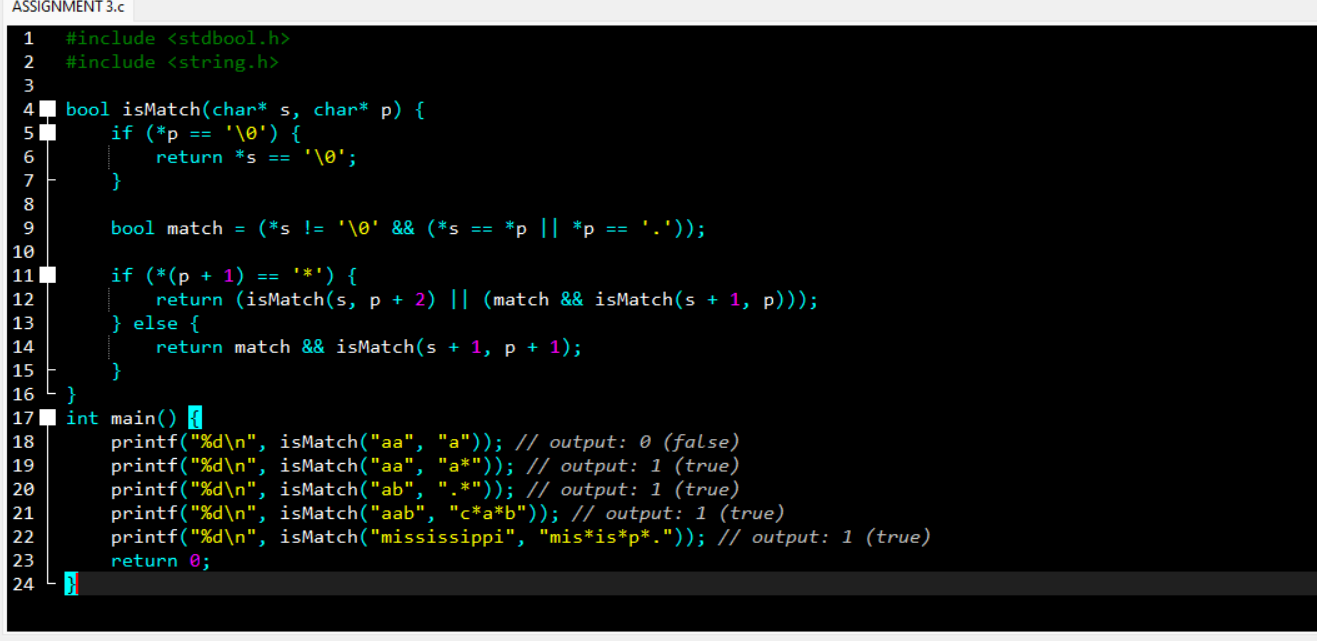 ASSIGNMENT 3.c
1 #include <stdbool.h>
2 #include <string.h>
3
4 bool isMatch(char* s, char* p) {
5     if (*p == '\0') {
6         return *s == '\0';
7     }
8
9     bool match = (*s != '\0' && (*s == *p || *p == '.'));
10
11     if (*(p + 1) == '*') {
12         return (isMatch(s, p + 2) || (match && isMatch(s + 1, p)));
13     } else {
14         return match && isMatch(s + 1, p + 1);
15     }
16 }
17 int main() {
18     printf("%d\n", isMatch("aa", "a")); // output: 0 (false)
19     printf("%d\n", isMatch("aa", "a*")); // output: 1 (true)
20     printf("%d\n", isMatch("ab", ".*")); // output: 1 (true)
21     printf("%d\n", isMatch("aab", "c*a*b")); // output: 1 (true)
22     printf("%d\n", isMatch("mississippi", "mis*is*p*.")); // output: 1 (true)
23     return 0;
24 }